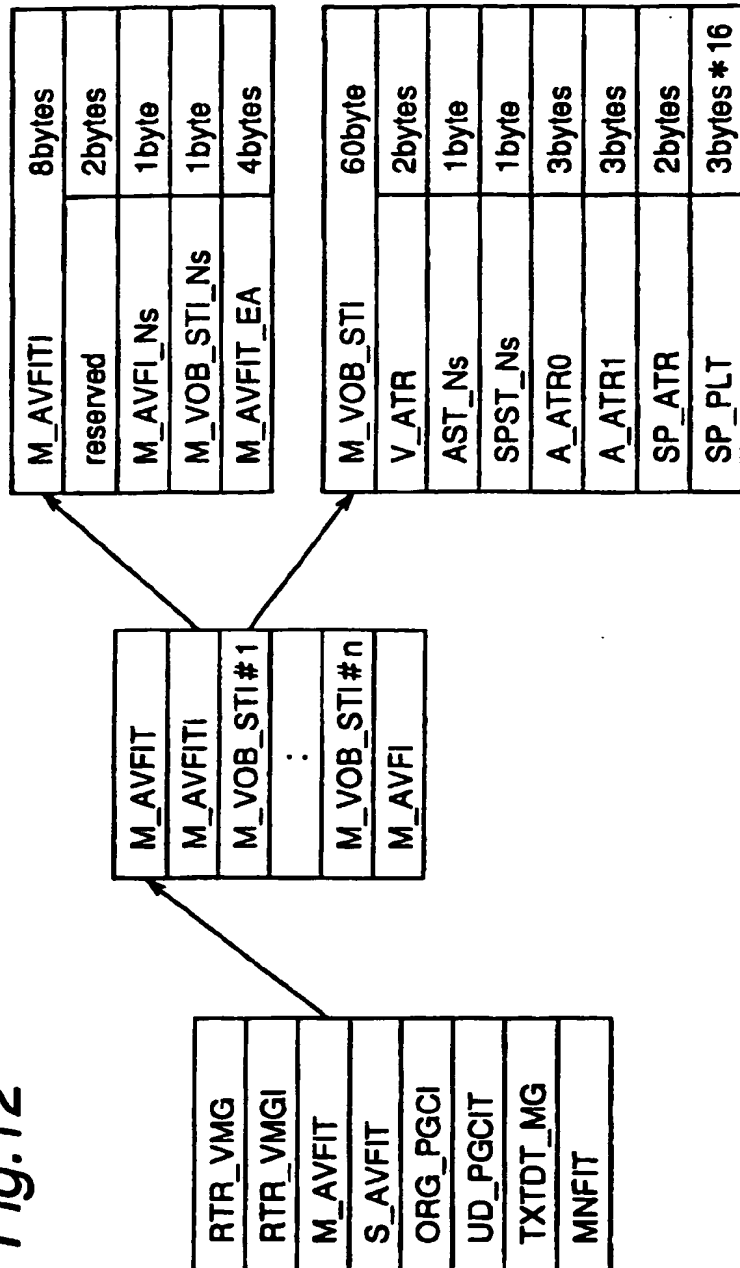 Fig.12
RTR_VMG
RTR_VMGI
M_AVFIT
S_AVFIT
ORG_PGCI
UD_PGCIT
TXTDT_MG
MNFIT
M_AVFIT
M_AVFITI
M_VOB_STI#1
:
M_VOB_STI#n
M_AVFI
M_AVFITI 8bytes
reserved 2bytes
M_AVFI_Ns 1byte
M_VOB_STI_Ns 1byte
M_AVFIT_EA 4bytes
M_VOB_STI 60byte
V_ATR 2bytes
AST_Ns 1byte
SPST_Ns 1byte
A_ATR0 3bytes
A_ATR1 3bytes
SP_ATR 2bytes
SP_PLT 3bytes*16